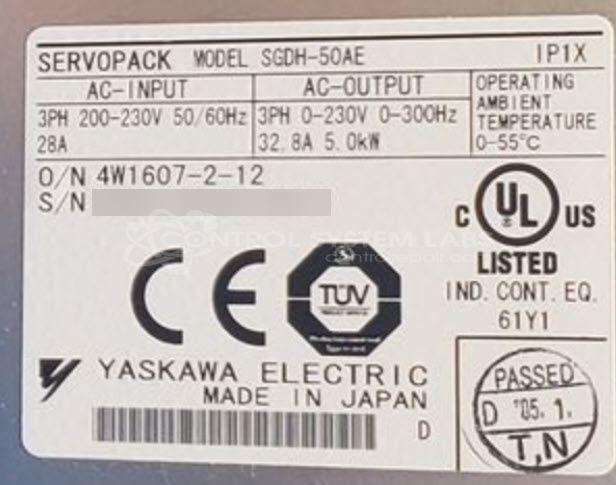 SERVOPACK MODEL SGDH-50AE IP1X
AC-INPUT AC-OUTPUT OPERATING
AMBIENT
TEMPERATURE
0-55°C
3PH 200-230V 50/60Hz 3PH 0-230V 0-300Hz
28A 32.8A 5.0kW
O/N 4W1607-2-12
S/N
CONTROL SYSTEM LABS
C UL US
LISTED
IND. CONT. EQ.
61Y1
CE
TÜV
YASKAWA ELECTRIC
MADE IN JAPAN
D
PASSED
D '05.1.
T,N